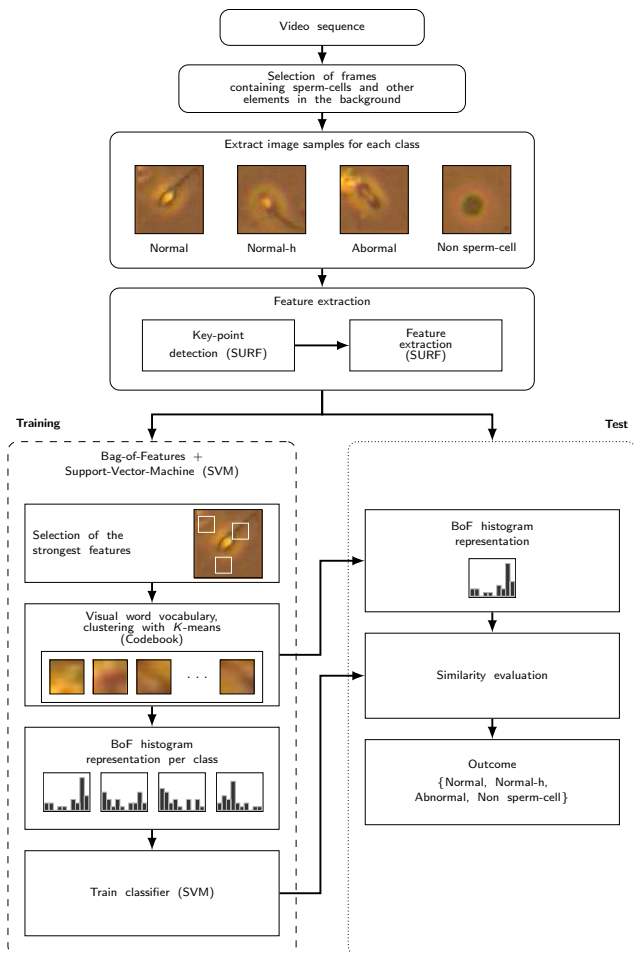 Video sequence
Selection of frames
containing sperm-cells and other
elements in the background
Extract image samples for each class
Normal
Normal-h
Abormal
Non sperm-cell
Feature extraction
Key-point
detection (SURF)
Feature
extraction
(SURF)
Training
Test
Bag-of-Features +
Support-Vector-Machine (SVM)
Selection of the
strongest features
Visual word vocabulary,
clustering with K-means
(Codebook)
. . .
BoF histogram
representation per class
Train classifier (SVM)
BoF histogram
representation
Similarity evaluation
Outcome
{Normal, Normal-h,
Abnormal, Non sperm-cell}